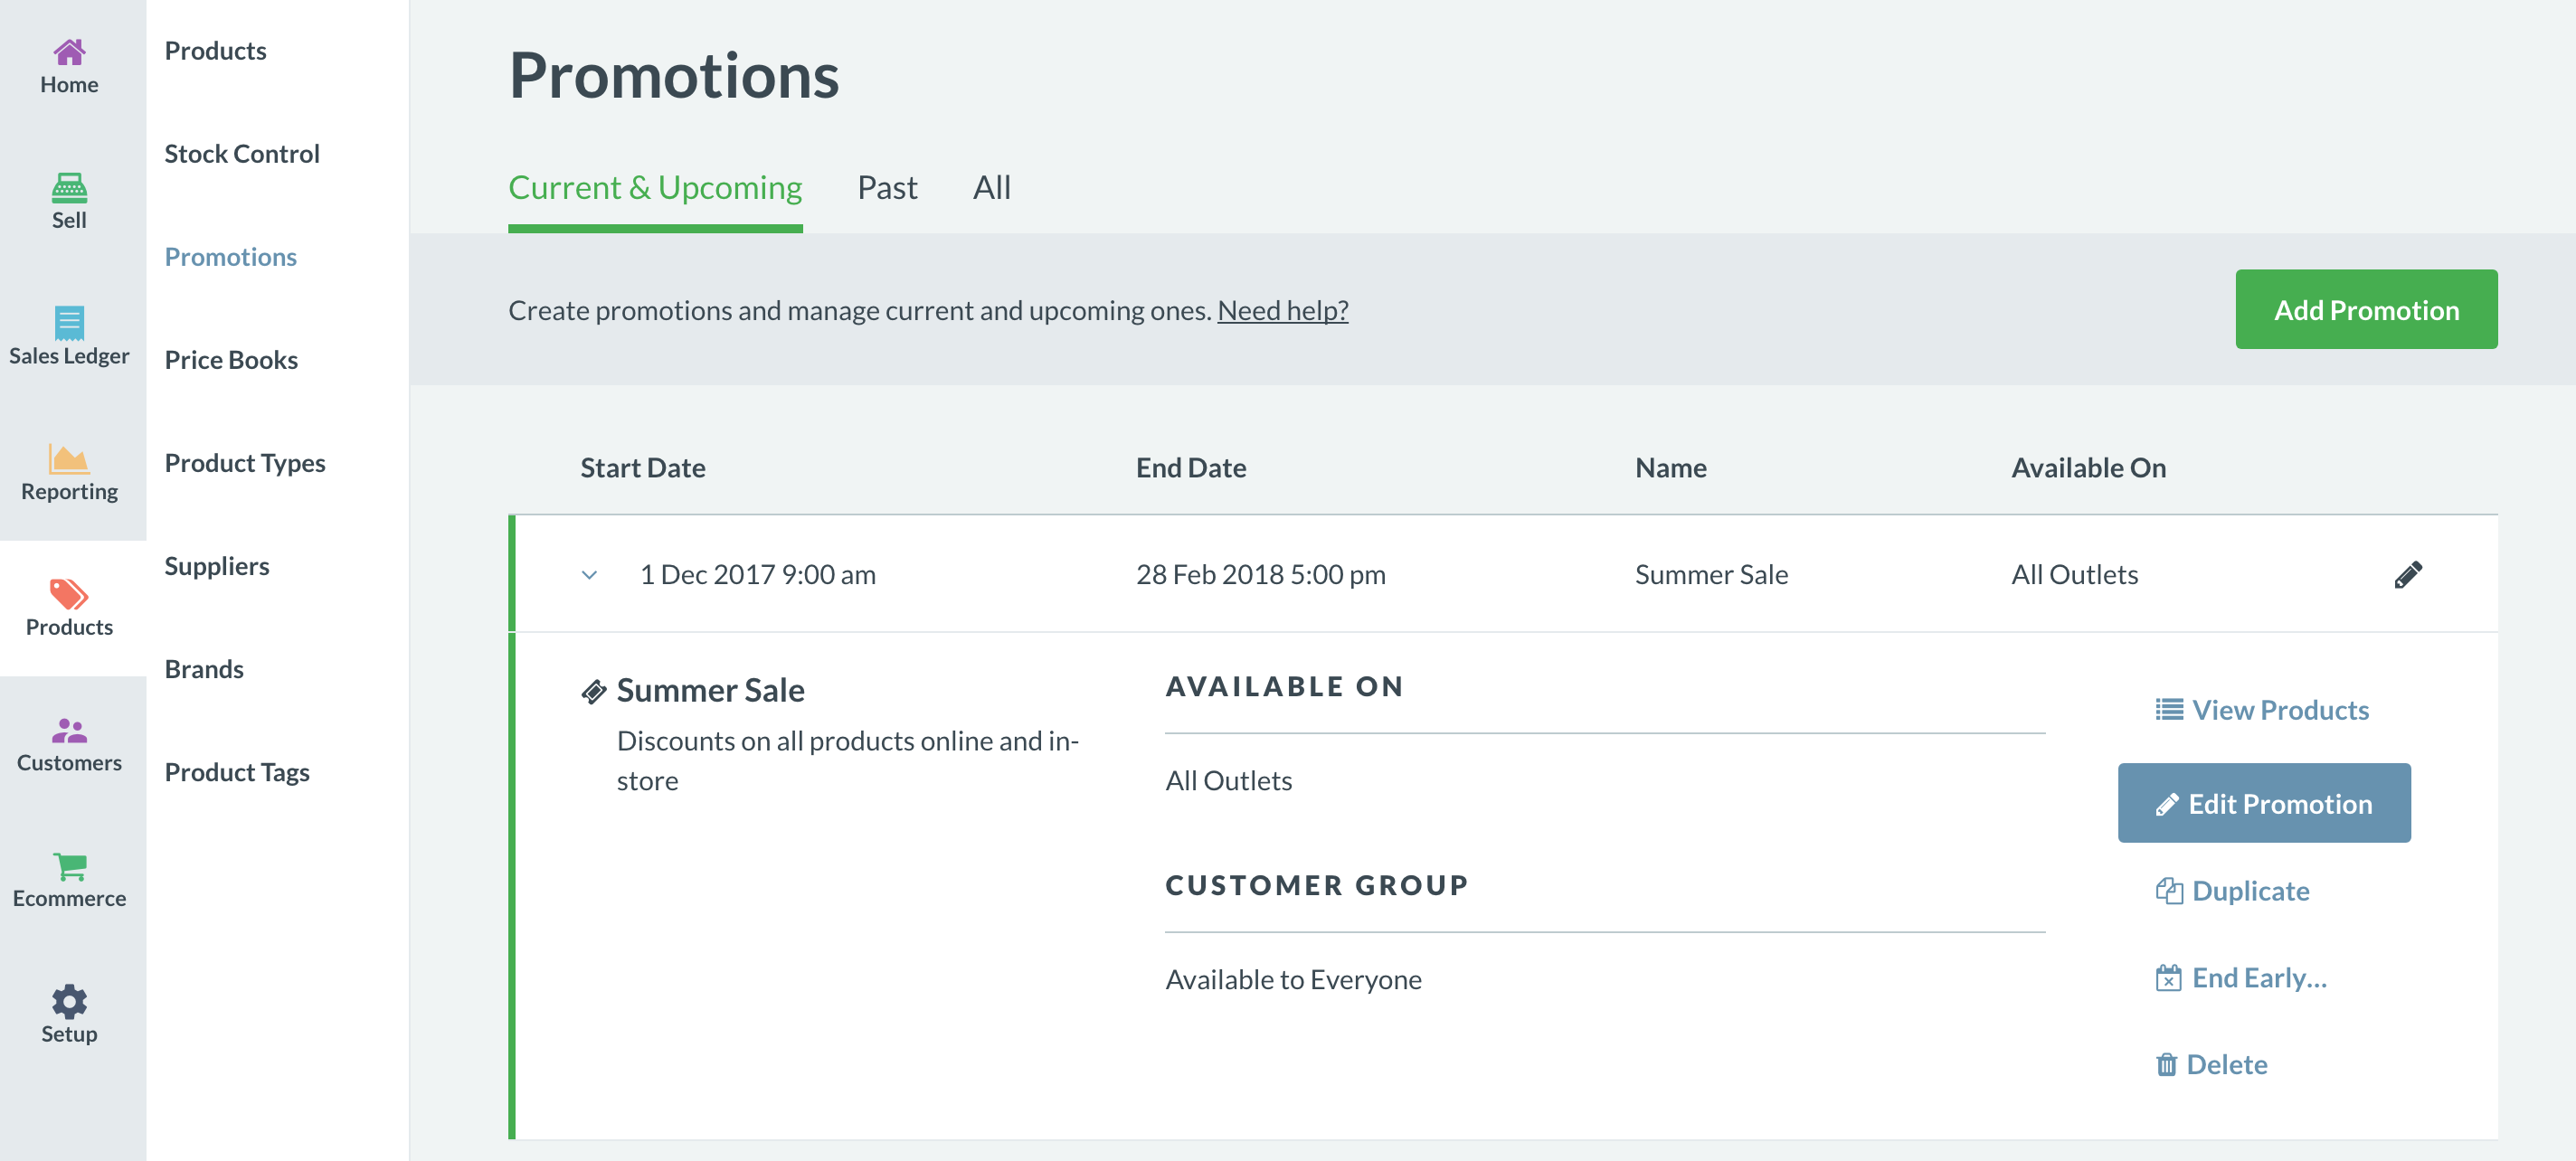 Home
Sell
Sales Ledger
Reporting
Products
Customers
Ecommerce
Setup
Products
Stock Control
Promotions
Price Books
Product Types
Suppliers
Brands
Product Tags
Promotions
Current & Upcoming Past All
Create promotions and manage current and upcoming ones. Need help?
Add Promotion
Start Date End Date Name Available On
1 Dec 2017 9:00 am 28 Feb 2018 5:00 pm Summer Sale All Outlets
Summer Sale
Discounts on all products online and in-
store
AVAILABLE ON
All Outlets
CUSTOMER GROUP
Available to Everyone
View Products
Edit Promotion
Duplicate
End Early...
Delete